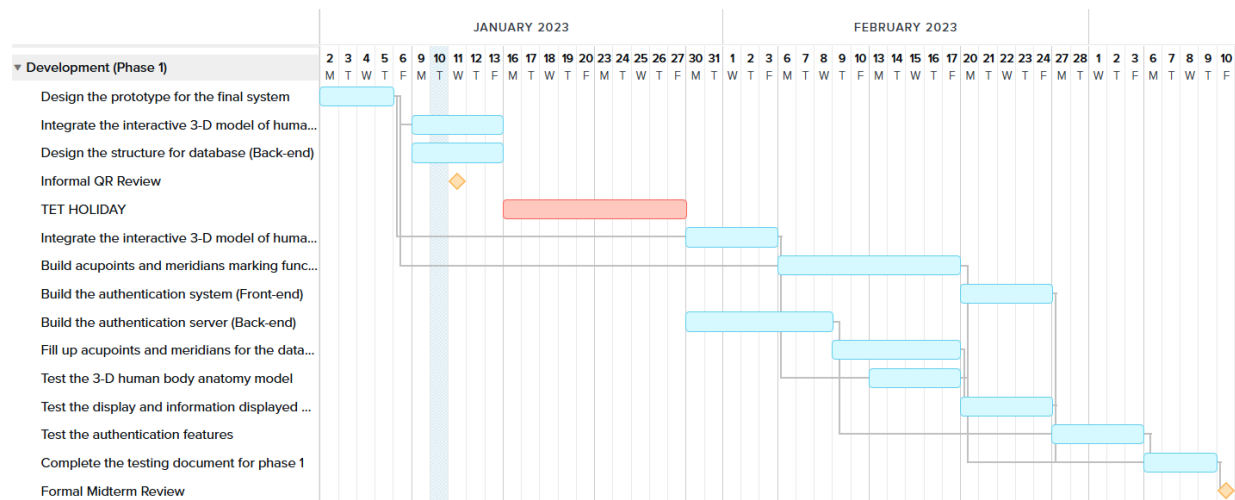 JANUARY 2023 FEBRUARY 2023
2 3 4 5 6 9 10 11 12 13 16 17 18 19 20 23 24 25 26 27 30 31 1 2 3 6 7 8 9 10 13 14 15 16 17 20 21 22 23 24 27 28 1 2 3 6 7 8 9 10
M T W T F M T W T F M T W T F M T W T F M T W T F M T W T F M T W T F M T W T F M T W T F M T W T F
Development (Phase 1)
Design the prototype for the final system
Integrate the interactive 3-D model of huma...
Design the structure for database (Back-end)
Informal QR Review
TET HOLIDAY
Integrate the interactive 3-D model of huma...
Build acupoints and meridians marking func...
Build the authentication system (Front-end)
Build the authentication server (Back-end)
Fill up acupoints and meridians for the data...
Test the 3-D human body anatomy model
Test the display and information displayed ...
Test the authentication features
Complete the testing document for phase 1
Formal Midterm Review